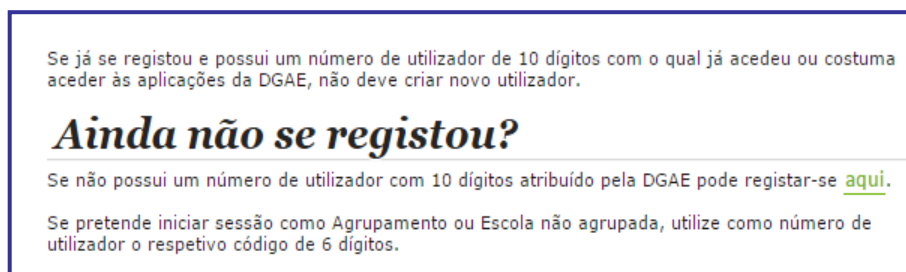 Se já se registou e possui um número de utilizador de 10 dígitos com o qual já acedeu ou costuma
aceder às aplicações da DGAE, não deve criar novo utilizador.
Ainda não se registou?
Se não possui um número de utilizador com 10 dígitos atribuído pela DGAE pode registar-se aqui.
Se pretende iniciar sessão como Agrupamento ou Escola não agrupada, utilize como número de
utilizador o respetivo código de 6 dígitos.